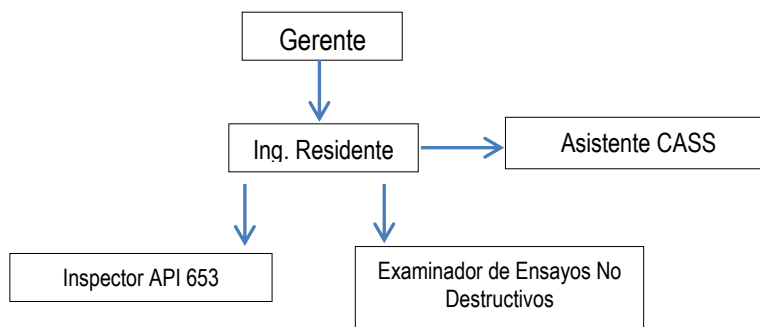 Gerente
Ing. Residente
Asistente CASS
Inspector API 653
Examinador de Ensayos No
Destructivos